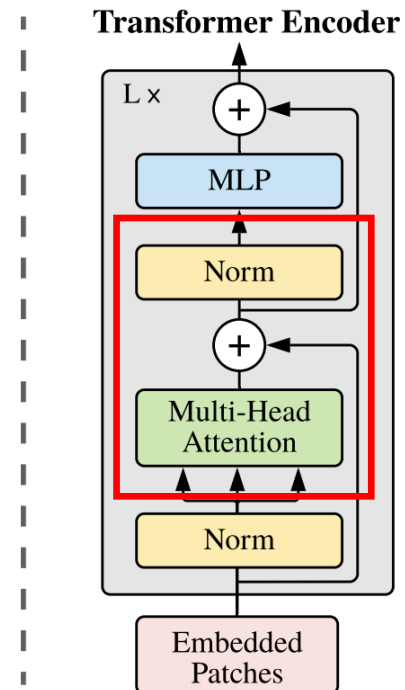 Transformer Encoder
L ×
+
MLP
Norm
+
Multi-Head
Attention
Norm
Embedded
Patches